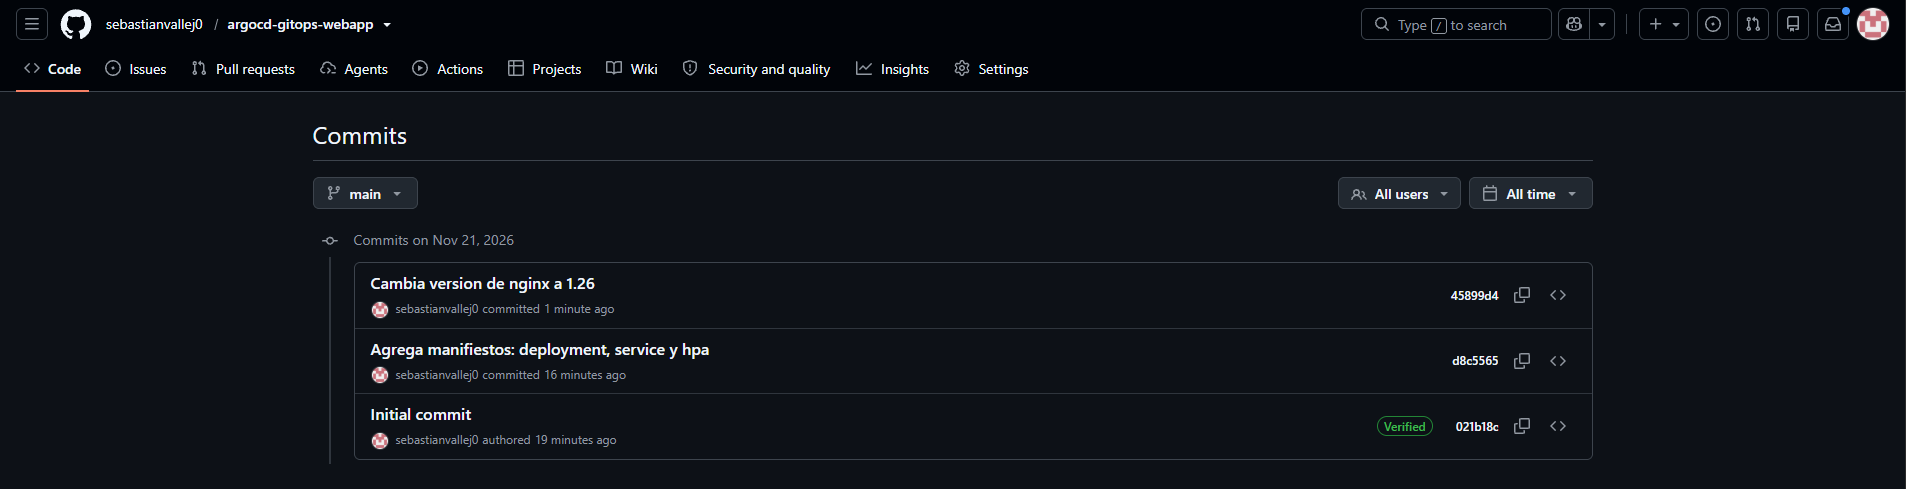 sebastianvallej0 / argocd-gitops-webapp
Type / to search
Code Issues Pull requests Agents Actions Projects Wiki Security and quality Insights Settings
Commits
main
All users All time
Commits on Nov 21, 2026
Cambia version de nginx a 1.26
sebastianvallej0 committed 1 minute ago
45899d4
Agrega manifiestos: deployment, service y hpa
sebastianvallej0 committed 16 minutes ago
d8c5565
Initial commit
sebastianvallej0 authored 19 minutes ago
Verified 021b18c